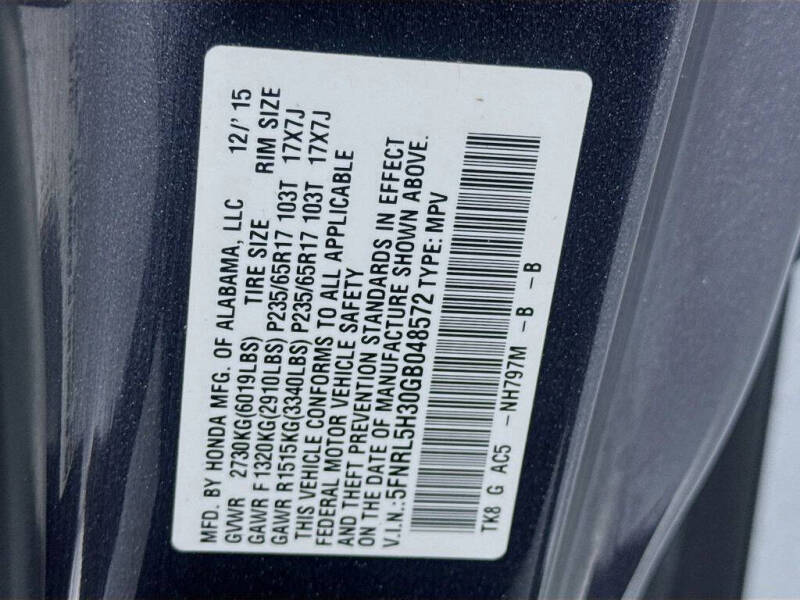 MFD. BY HONDA MFG. OF ALABAMA, LLC 12/'15
GVWR 2730KG(6019LBS) TIRE SIZE RIM SIZE
GAWR F1320KG(2910LBS) P235/65R17 103T 17X7J
GAWR R1515KG(3340LBS) P235/65R17 103T 17X7J
THIS VEHICLE CONFORMS TO ALL APPLICABLE
FEDERAL MOTOR VEHICLE SAFETY
AND THEFT PREVENTION STANDARDS IN EFFECT
ON THE DATE OF MANUFACTURE SHOWN ABOVE.
V.I.N.:5FNRL5H30GB048572 TYPE: MPV
TK8 G AC5 -NH797M -B -B